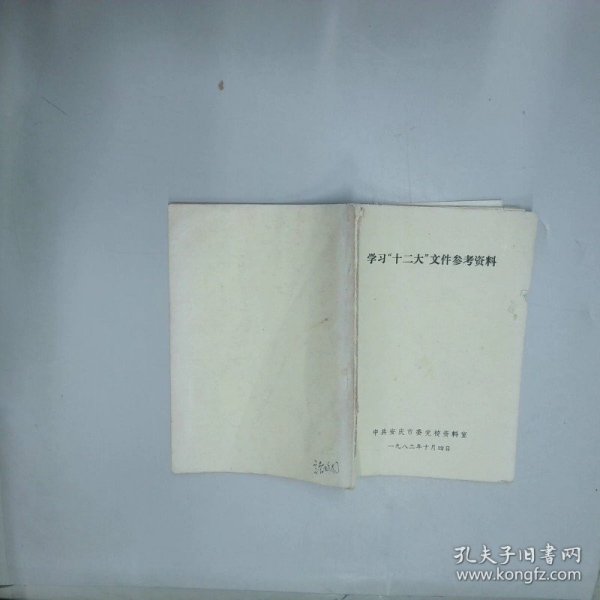 学习“十二大”文件参考资料
中共安庆市委党校资料室
一九八二年十月四日
孔夫子旧书网
www.kongfz.com